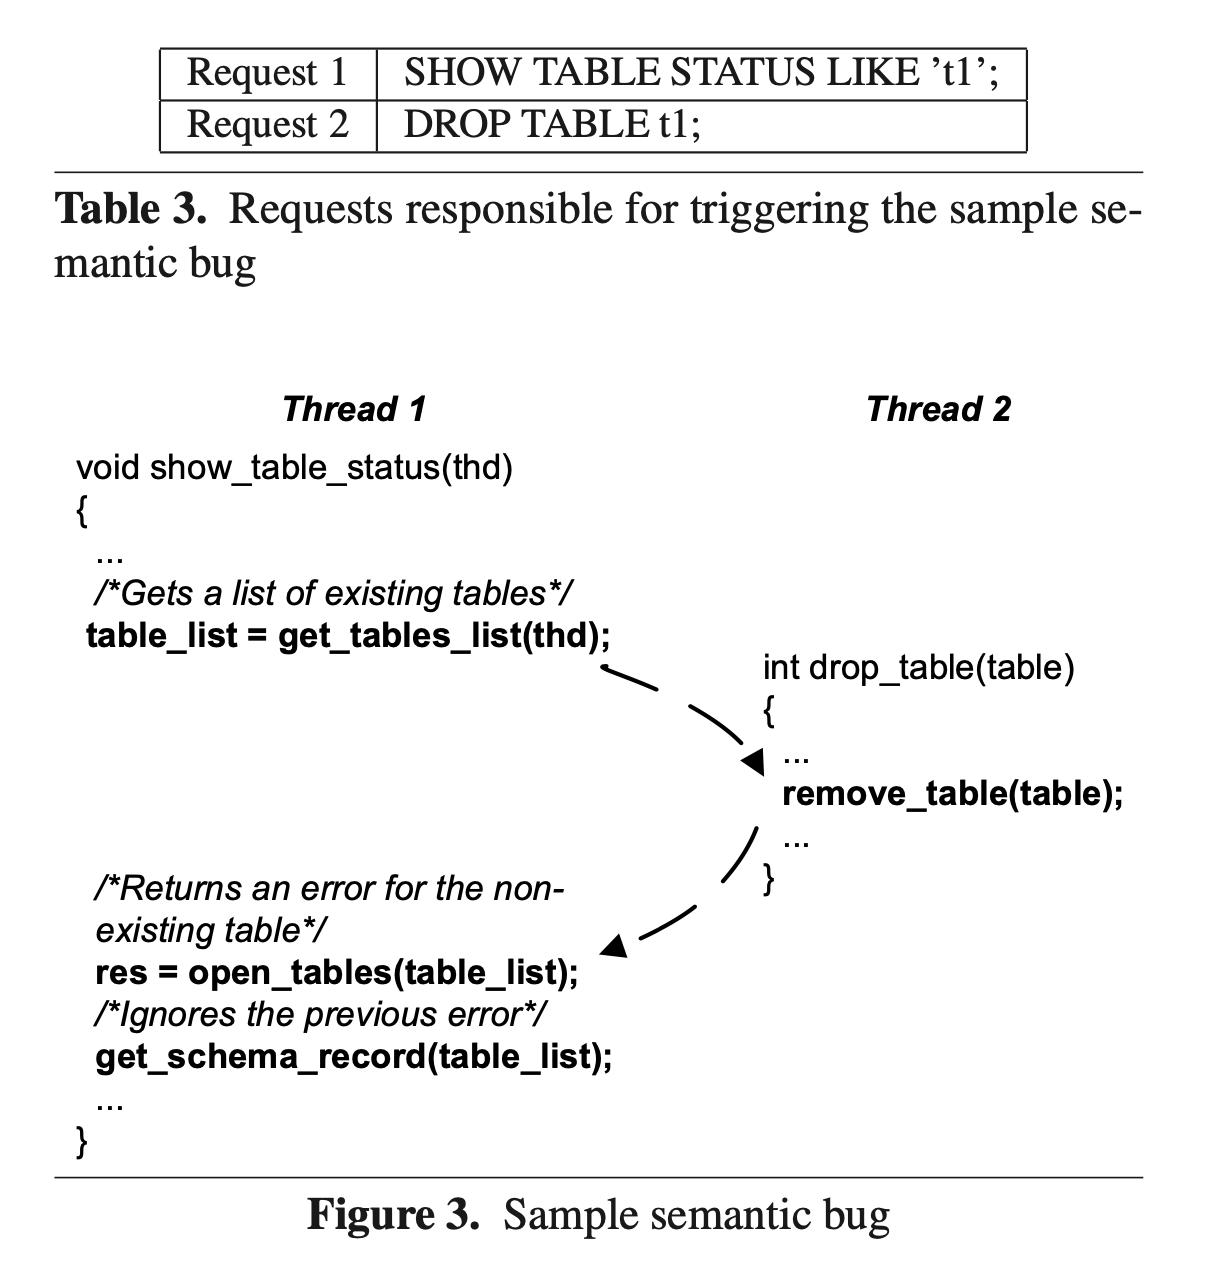 Request 1 SHOW TABLE STATUS LIKE ’t1’;
Request 2 DROP TABLE t1;
Table 3. Requests responsible for triggering the sample se-
mantic bug
Thread 1
void show_table_status(thd)
{
...
/*Gets a list of existing tables*/
table_list = get_tables_list(thd);
/*Returns an error for the non-
existing table*/
res = open_tables(table_list);
/*Ignores the previous error*/
get_schema_record(table_list);
...
}
Thread 2
int drop_table(table)
{
...
remove_table(table);
...
}
Figure 3. Sample semantic bug